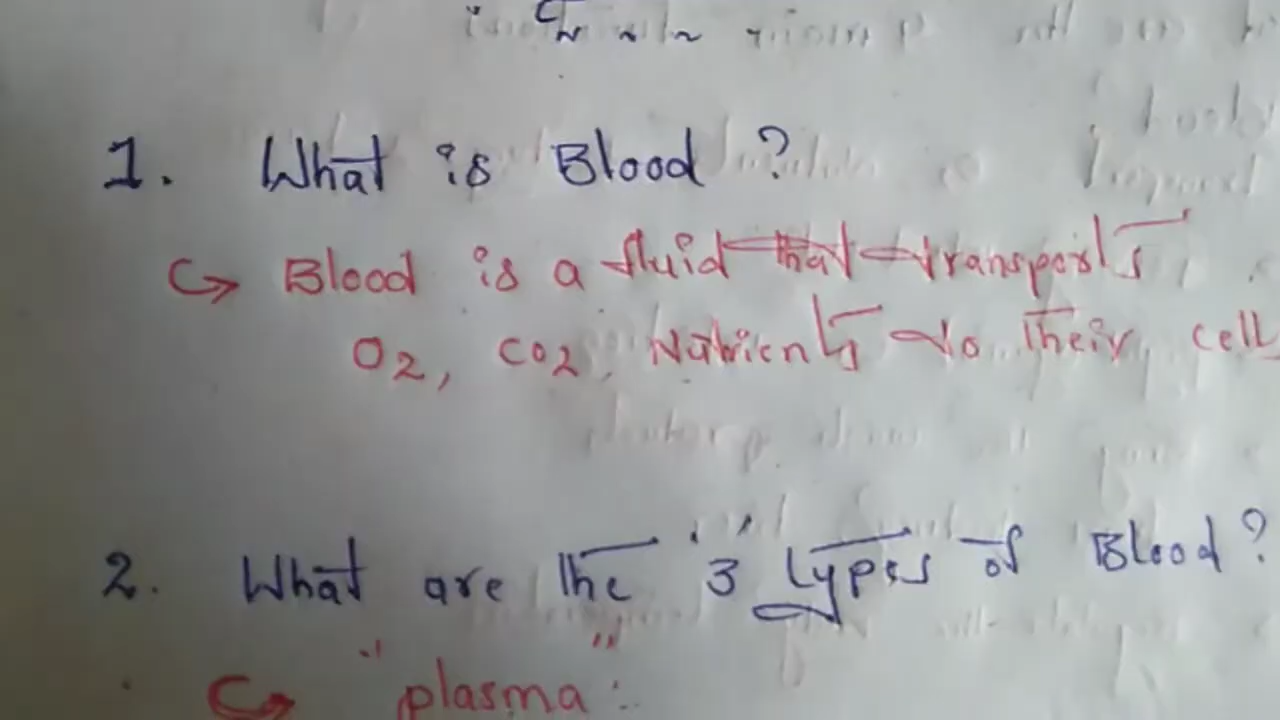 1. What is Blood ?
↪ Blood is a fluid that transports
O2, CO2, Nutrients to their cell
2. What are the '3' types of Blood?
↪ "plasma":